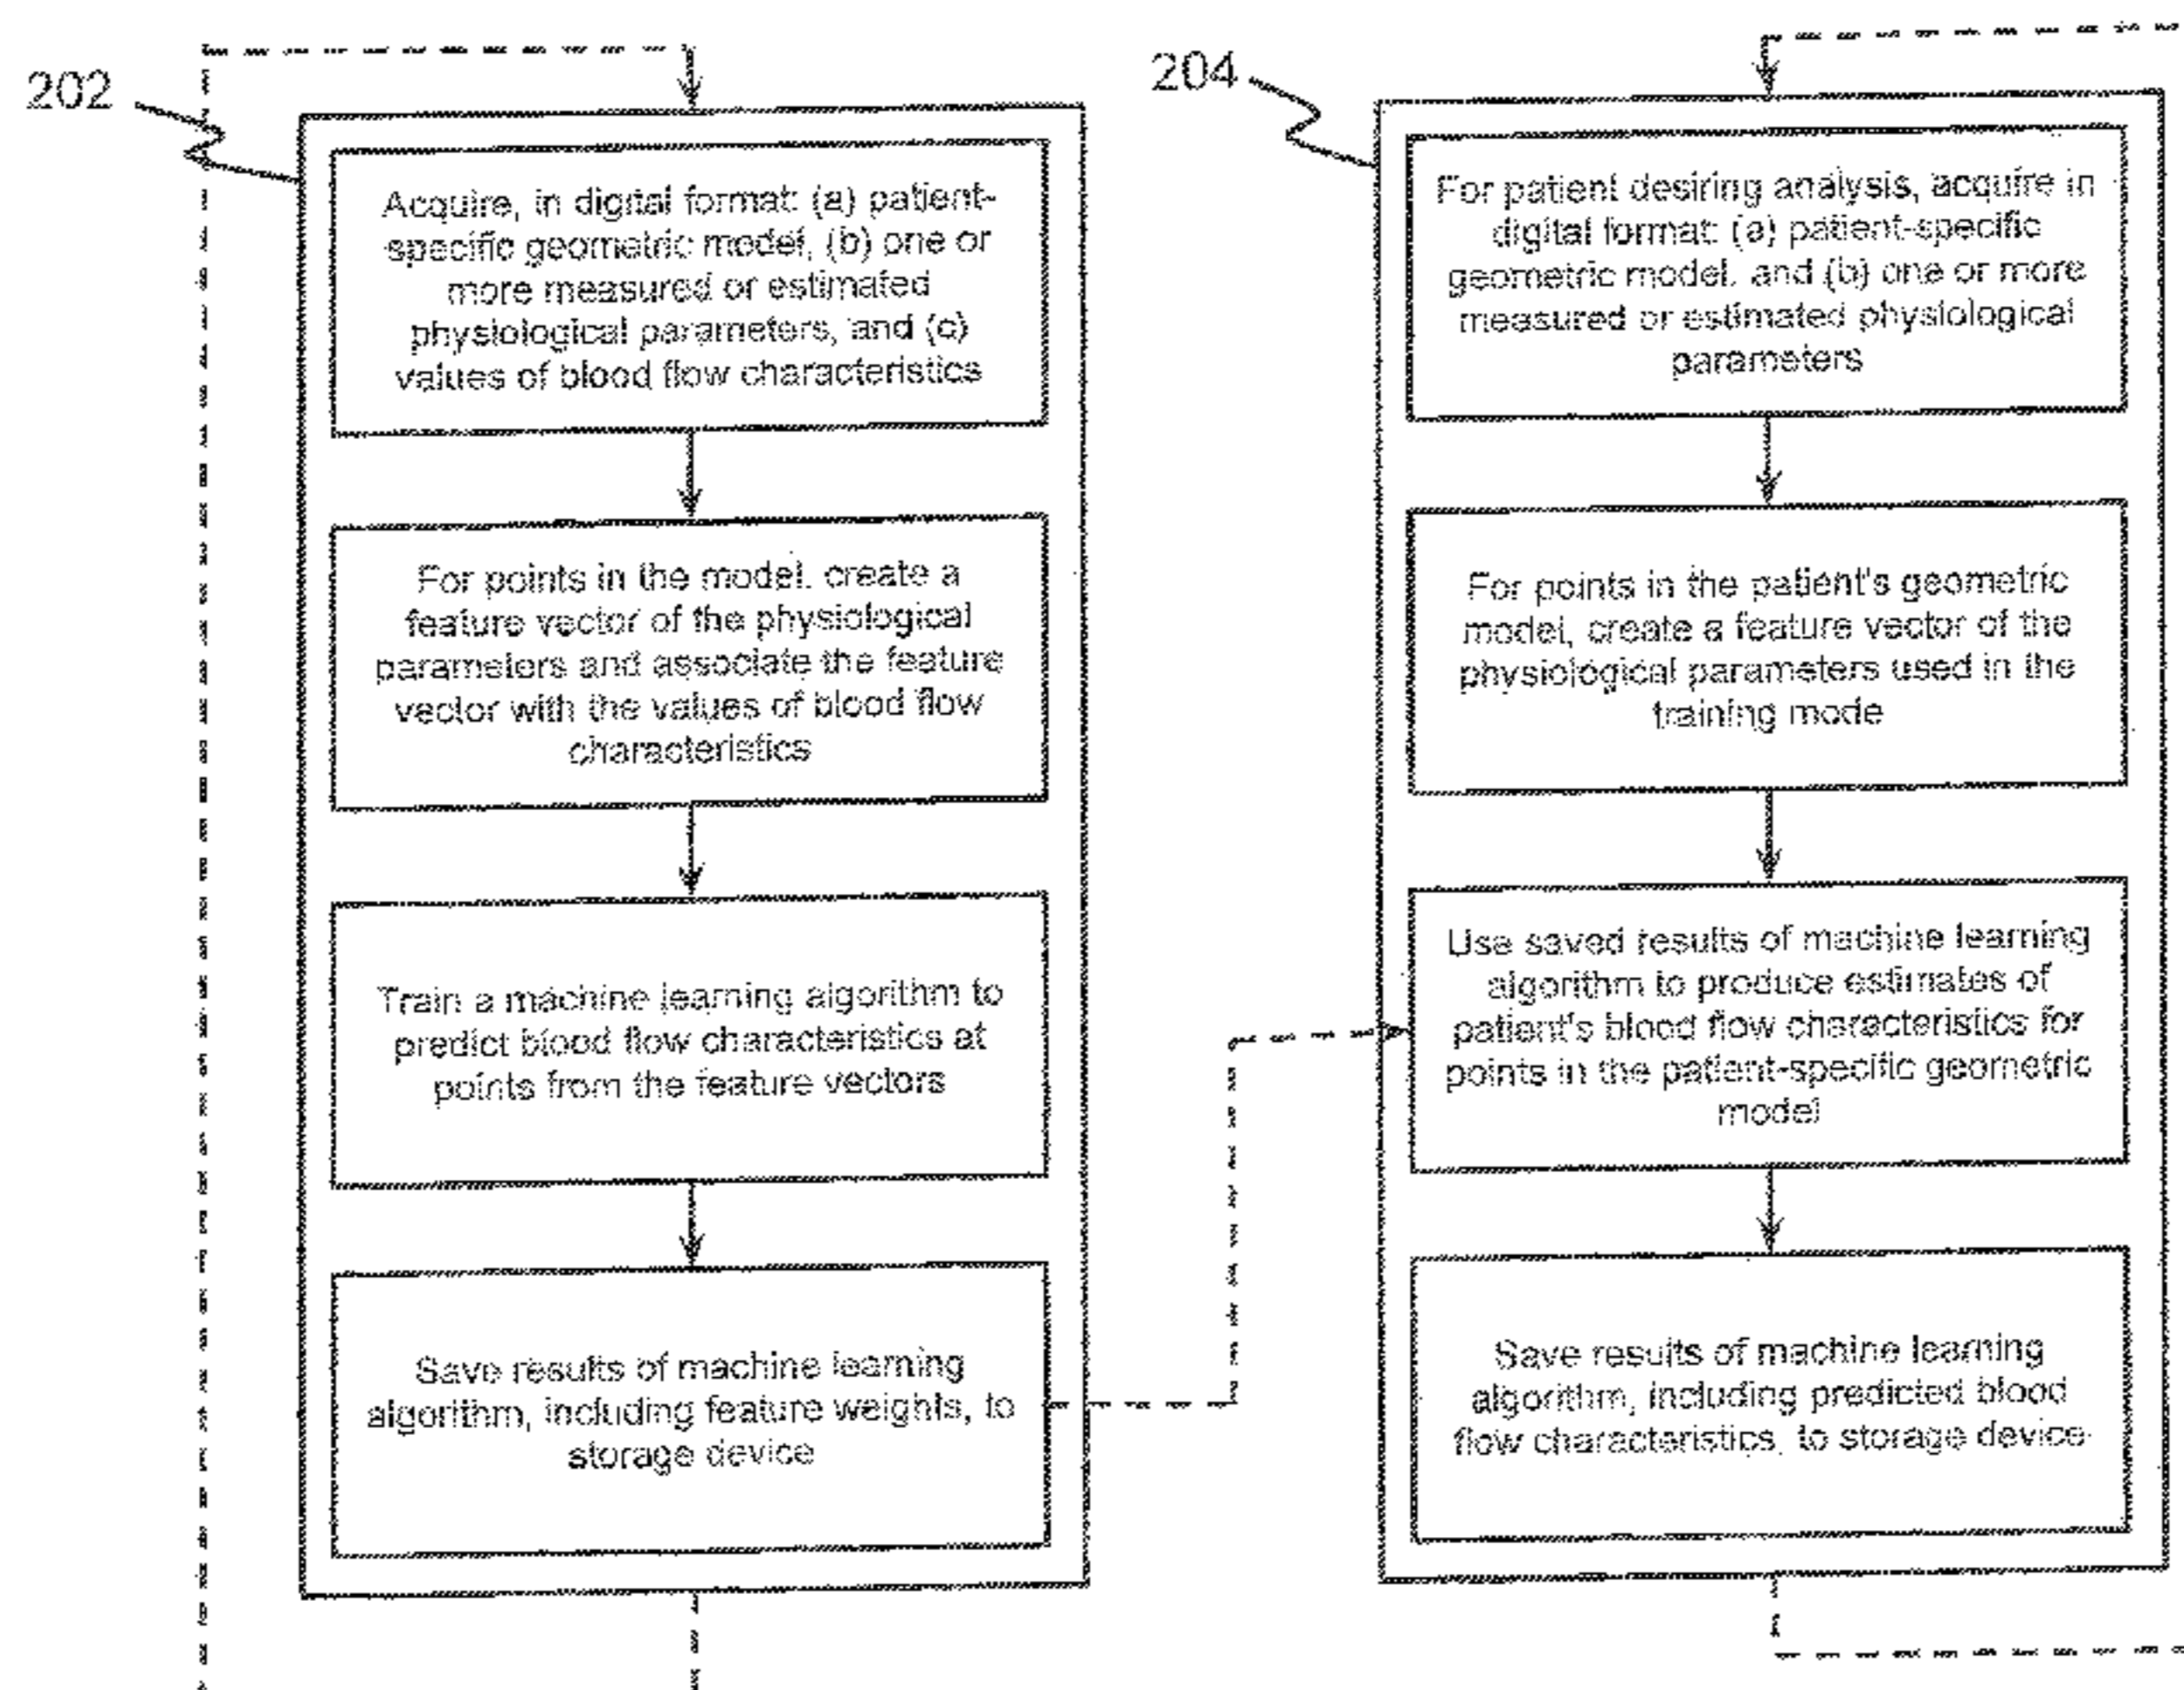 202
Acquire, in digital format: (a) patient-
specific geometric model, (b) one or
more measured or estimated
physiological parameters, and (c)
values of blood flow characteristics
For points in the model, create a
feature vector of the physiological
parameters and associate the feature
vector with the values of blood flow
characteristics
Train a machine learning algorithm to
predict blood flow characteristics at
points from the feature vectors
Save results of machine learning
algorithm, including feature weights, to
storage device
204
For patient desiring analysis, acquire in
digital format: (a) patient-specific
geometric model, and (b) one or more
measured or estimated physiological
parameters
For points in the patient's geometric
model, create a feature vector of the
physiological parameters used in the
training mode
Use saved results of machine learning
algorithm to produce estimates of
patient's blood flow characteristics for
points in the patient-specific geometric
model
Save results of machine learning
algorithm, including predicted blood
flow characteristics, to storage device